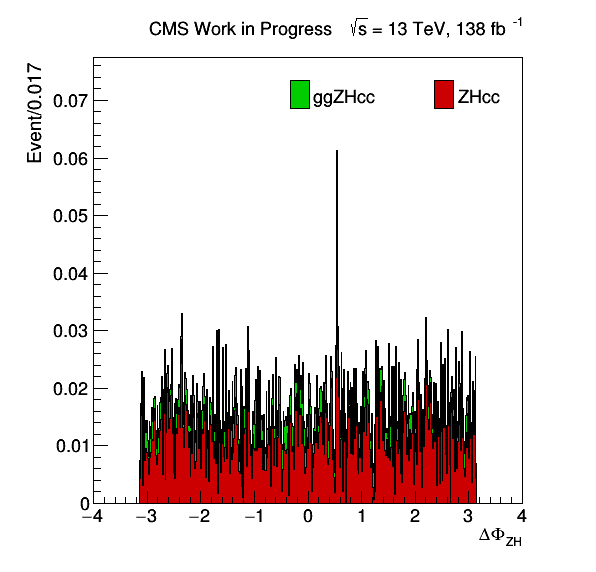 CMS Work in Progress √s = 13 TeV, 138 fb⁻¹
Event/0.017
ggZHcc ZHcc
0.07
0.06
0.05
0.04
0.03
0.02
0.01
0
−4 −3 −2 −1 0 1 2 3 4
ΔΦ_ZH